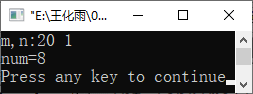 "E:\王化雨\0...
m,n:20 1
num=8
Press any key to continue